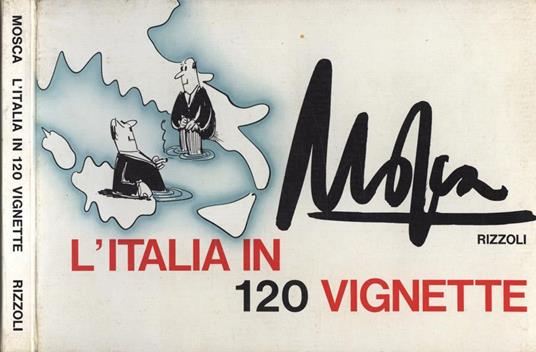 MOSCA L'ITALIA IN 120 VIGNETTE RIZZOLI
Mosca
RIZZOLI
L'ITALIA IN
120 VIGNETTE